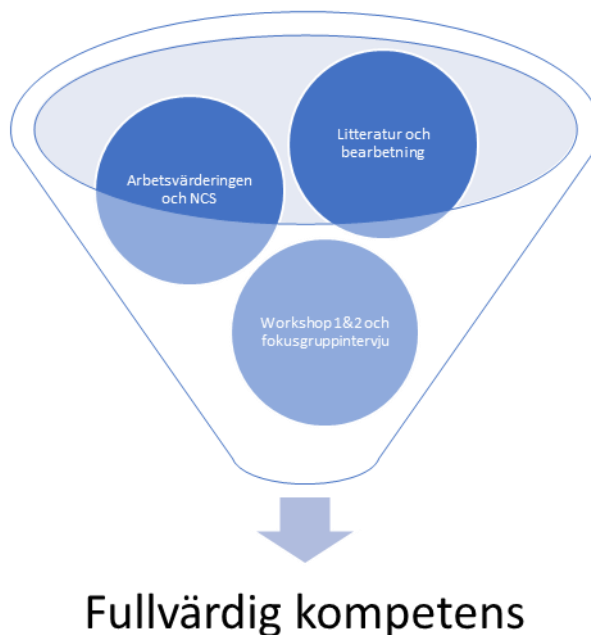 Litteratur och
bearbetning
Arbetsvärderingen
och NCS
Workshop 1&2 och
fokusgruppintervju
Fullvärdig kompetens